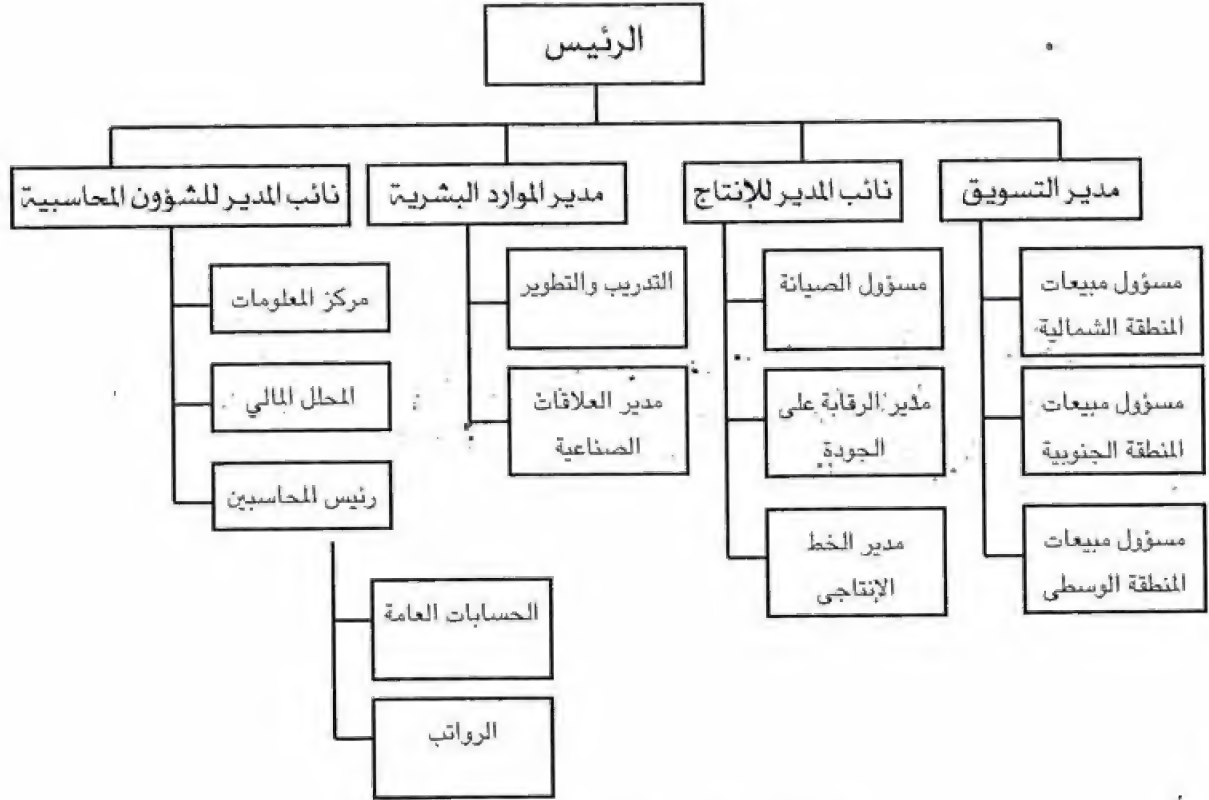 الرئيس
مدير التسويق
نائب المدير للإنتاج
مدير الموارد البشرية
نائب المدير للشؤون المحاسبية
مسؤول مبيعات
المنطقة الشمالية
مسؤول مبيعات
المنطقة الجنوبية
مسؤول مبيعات
المنطقة الوسطى
مسؤول الصيانة
مدير الرقابة على
الجودة
مدير الخط
الإنتاجي
التدريب والتطوير
مدير العلاقات
الصناعية
مركز المعلومات
المحلل المالي
رئيس المحاسبين
الحسابات العامة
الرواتب